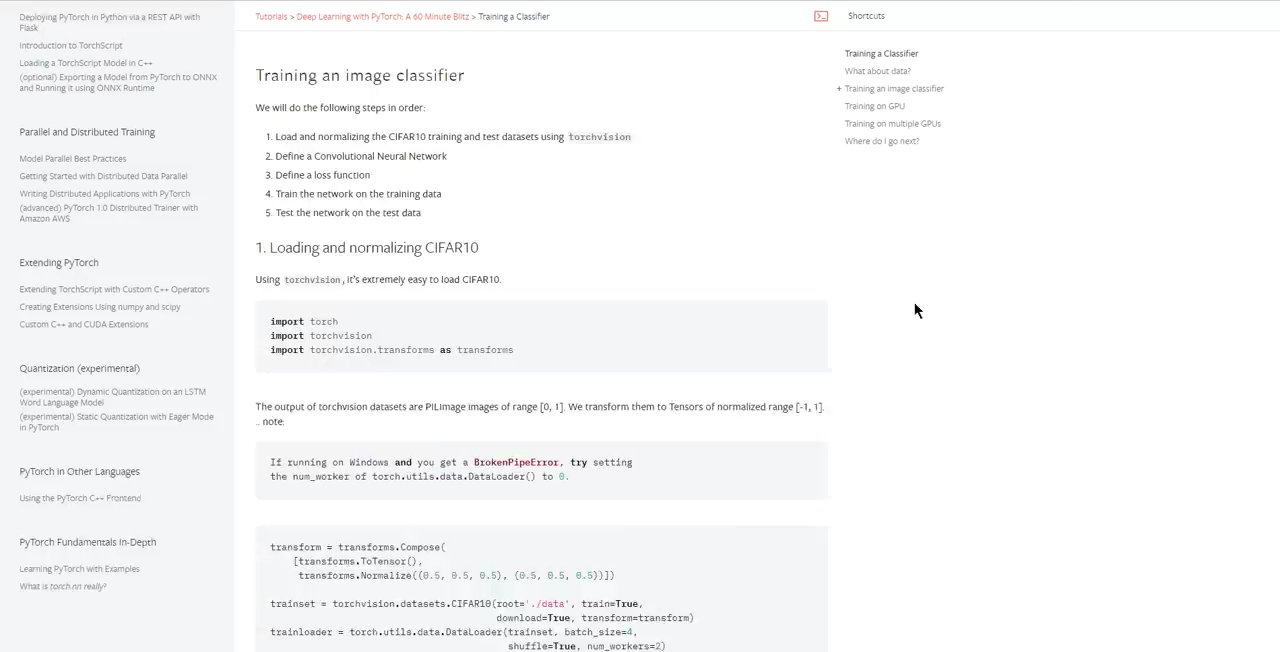 Deploying PyTorch in Python via a REST API with
Flask
Introduction to TorchScript
Loading a TorchScript Model in C++
(optional) Exporting a Model from PyTorch to ONNX
and Running it using ONNX Runtime
Parallel and Distributed Training
Model Parallel Best Practices
Getting Started with Distributed Data Parallel
Writing Distributed Applications with PyTorch
(advanced) PyTorch 1.0 Distributed Trainer with
Amazon AWS
Extending PyTorch
Extending TorchScript with Custom C++ Operators
Creating Extensions Using numpy and scipy
Custom C++ and CUDA Extensions
Quantization (experimental)
(experimental) Dynamic Quantization on an LSTM
Word Language Model
(experimental) Static Quantization with Eager Mode
in PyTorch
PyTorch in Other Languages
Using the PyTorch C++ Frontend
PyTorch Fundamentals In-Depth
Learning PyTorch with Examples
What is torch.nn really?
Tutorials > Deep Learning with PyTorch: A 60 Minute Blitz > Training a Classifier
Training an image classifier
We will do the following steps in order:
1. Load and normalizing the CIFAR10 training and test datasets using torchvision
2. Define a Convolutional Neural Network
3. Define a loss function
4. Train the network on the training data
5. Test the network on the test data
1. Loading and normalizing CIFAR10
Using torchvision, it's extremely easy to load CIFAR10.
import torch
import torchvision
import torchvision.transforms as transforms
The output of torchvision datasets are PILImage images of range [0, 1]. We transform them to Tensors of normalized range [-1, 1].
.. note:
If running on Windows and you get a BrokenPipeError, try setting
the num_worker of torch.utils.data.DataLoader() to 0.
transform = transforms.Compose(
[transforms.ToTensor(),
transforms.Normalize((0.5, 0.5, 0.5), (0.5, 0.5, 0.5))])
trainset = torchvision.datasets.CIFAR10(root='./data', train=True,
download=True, transform=transform)
trainloader = torch.utils.data.DataLoader(trainset, batch_size=4,
shuffle=True, num_workers=2)
Shortcuts
Training a Classifier
What about data?
+ Training an image classifier
Training on GPU
Training on multiple GPUs
Where do I go next?